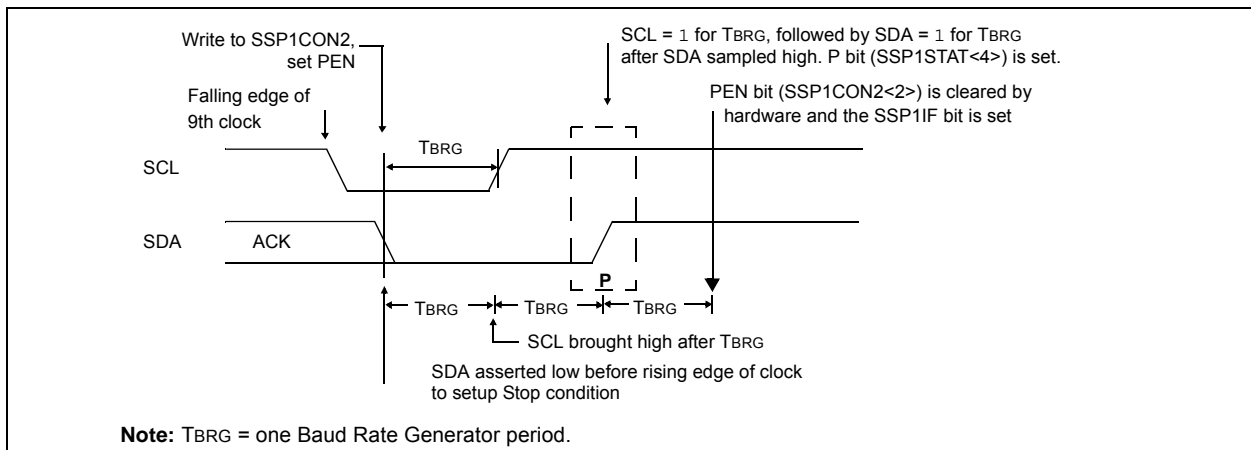 Write to SSP1CON2,
set PEN
SCL = 1 for TBRG, followed by SDA = 1 for TBRG
after SDA sampled high. P bit (SSP1STAT<4>) is set.
Falling edge of
9th clock
PEN bit (SSP1CON2<2>) is cleared by
hardware and the SSP1IF bit is set
TBRG
SCL
SDA
ACK
P
TBRG
TBRG
TBRG
SCL brought high after TBRG
SDA asserted low before rising edge of clock
to setup Stop condition
Note: TBRG = one Baud Rate Generator period.